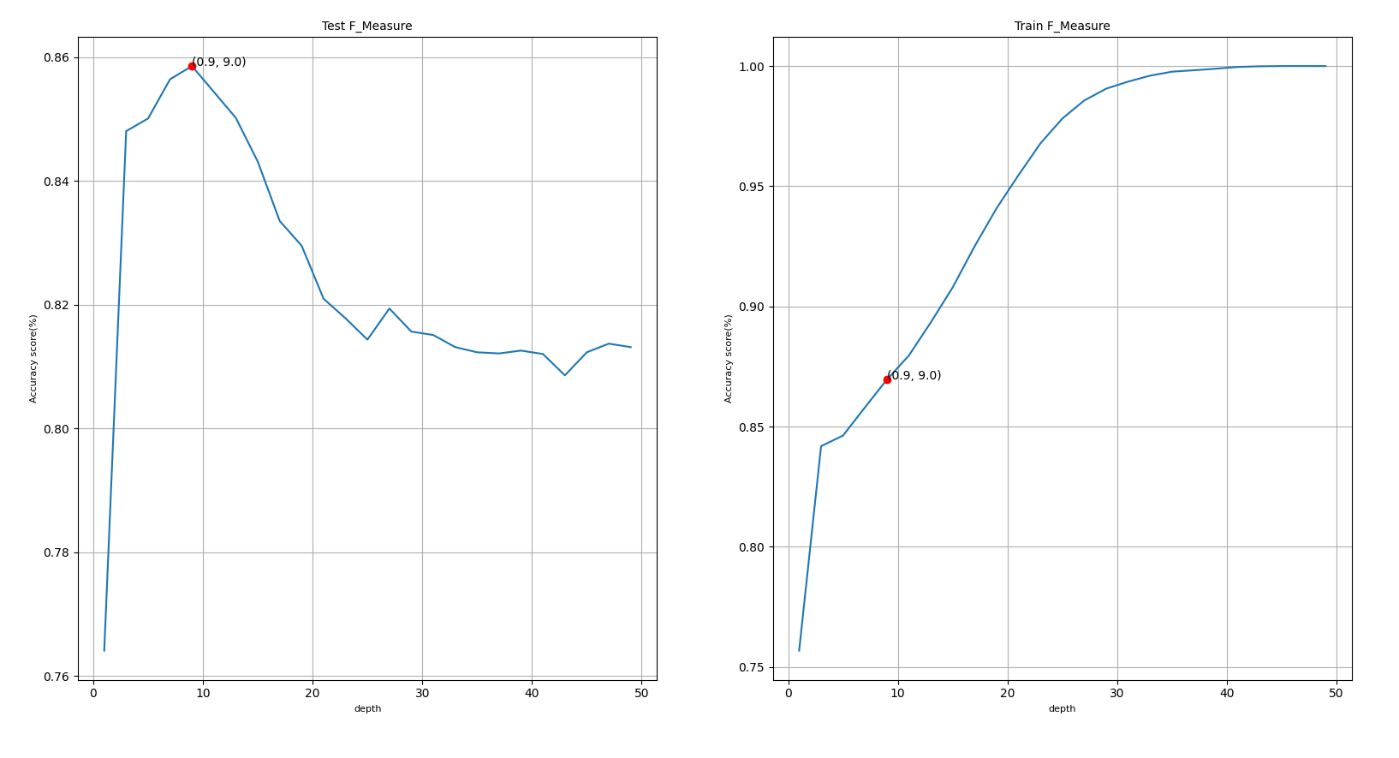 Test F_Measure
0.86
0.84
0.82
0.80
0.78
0.76
Accuracy score(%)
(0.9, 9.0)
0 10 20 30 40 50
depth
Train F_Measure
1.00
0.95
0.90
0.85
0.80
0.75
Accuracy score(%)
(0.9, 9.0)
0 10 20 30 40 50
depth